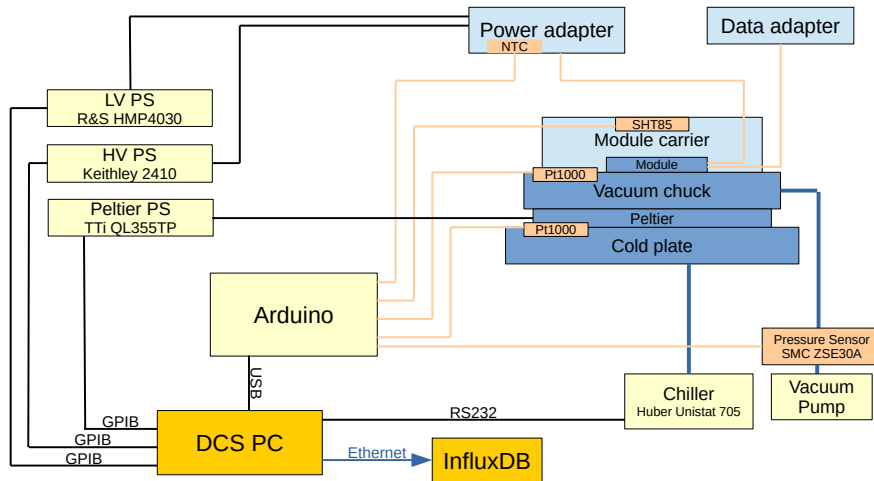 Power adapter
NTC
Data adapter
LV PS
R&S HMP4030
SHT85
Module carrier
HV PS
Keithley 2410
Module
Pt1000
Vacuum chuck
Peltier PS
TTi QL355TP
Peltier
Pt1000
Cold plate
Arduino
Pressure Sensor
SMC ZSE30A
USB
Chiller
Huber Unistat 705
Vacuum
Pump
GPIB
RS232
GPIB
DCS PC
GPIB
Ethernet
InfluxDB